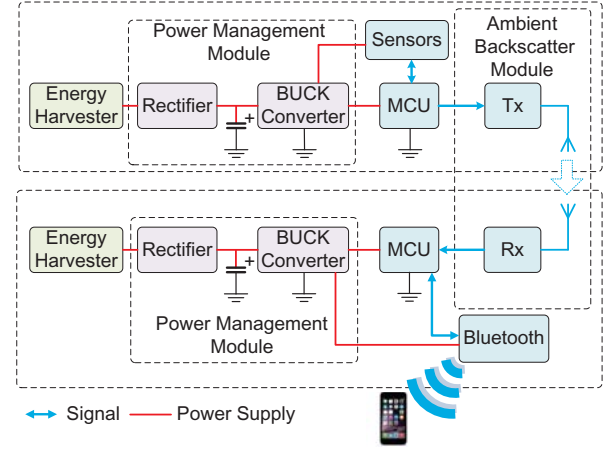 Power Management
Module
Sensors
Ambient
Backscatter
Module
Energy
Harvester
Rectifier
+
BUCK
Converter
MCU
Tx
Energy
Harvester
Rectifier
+
BUCK
Converter
MCU
Rx
Power Management
Module
Bluetooth
Signal
Power Supply